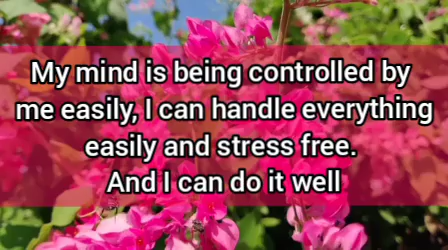 My mind is being controlled by
me easily, I can handle everything
easily and stress free.
And I can do it well